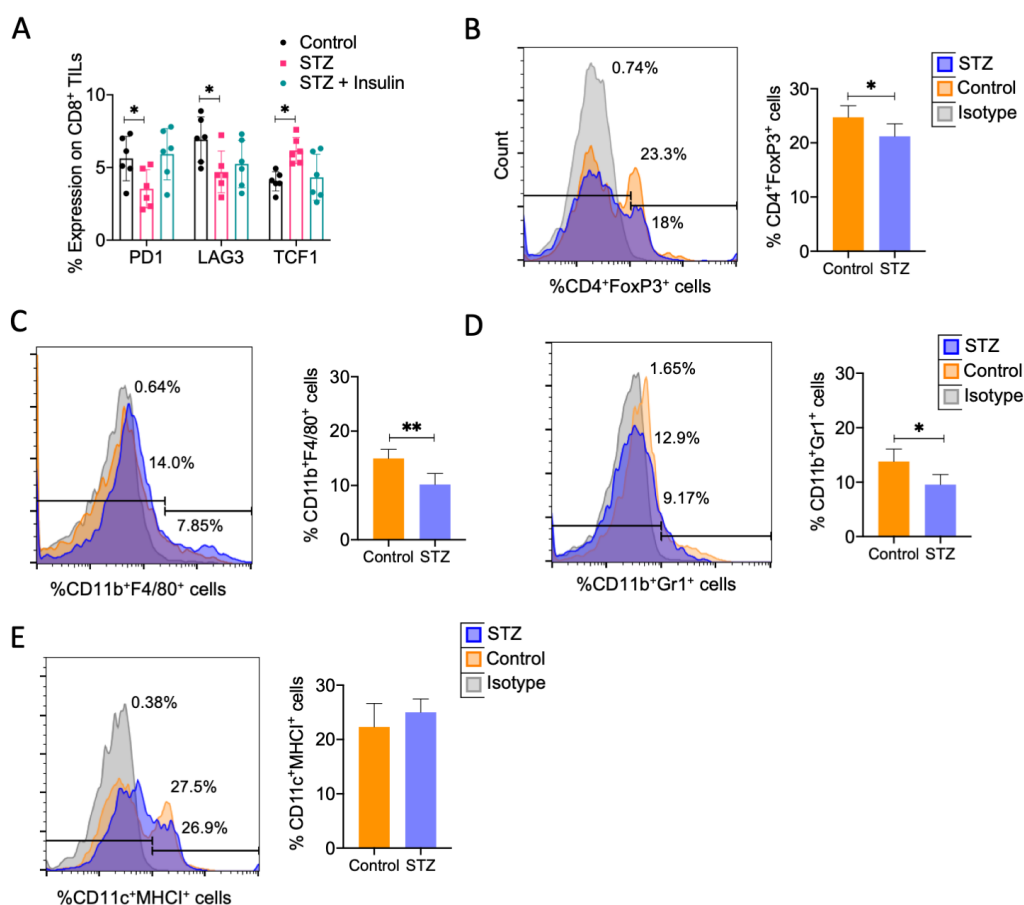 A
Control
STZ
STZ + Insulin
% Expression on CD8⁺ TILs
10
5
0
*
*
*
PD1
LAG3
TCF1
B
Count
0.74%
23.3%
18%
%CD4⁺FoxP3⁺ cells
% CD4⁺FoxP3⁺ cells
30
20
10
0
*
Control
STZ
STZ
Control
Isotype
C
0.64%
14.0%
7.85%
%CD11b⁺F4/80⁺ cells
% CD11b⁺F4/80⁺ cells
30
20
10
0
**
Control
STZ
D
1.65%
12.9%
9.17%
%CD11b⁺Gr1⁺ cells
% CD11b⁺Gr1⁺ cells
30
20
10
0
*
Control
STZ
STZ
Control
Isotype
E
0.38%
27.5%
26.9%
%CD11c⁺MHCI⁺ cells
STZ
Control
Isotype
% CD11c⁺MHCI⁺ cells
30
20
10
0
Control
STZ